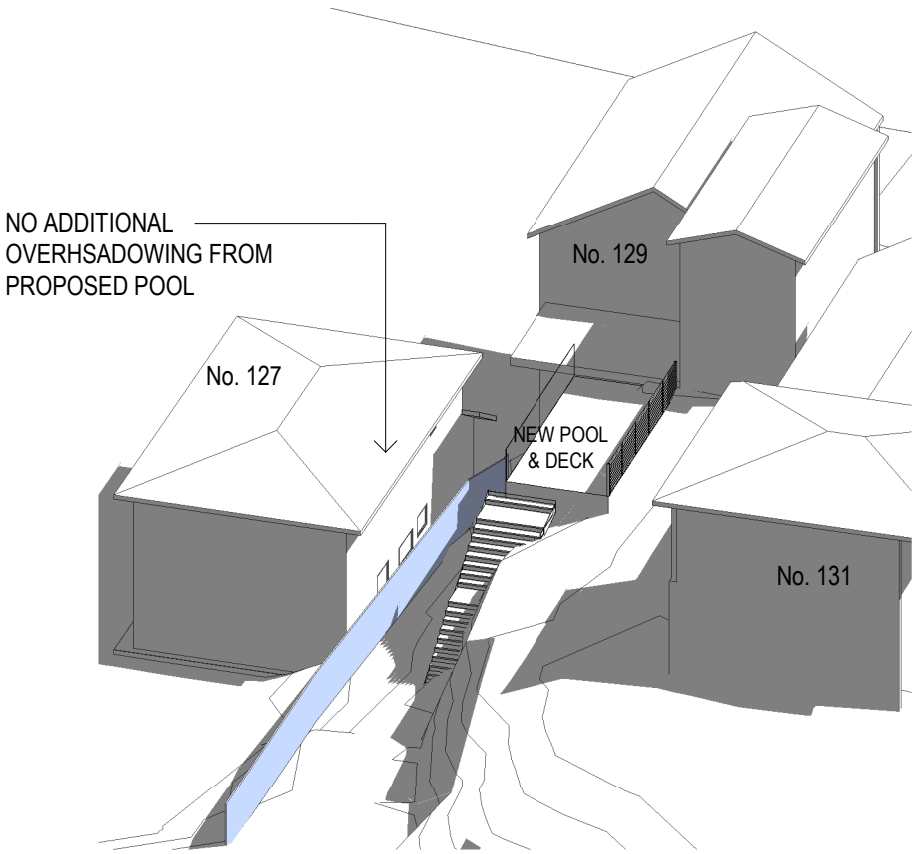 NO ADDITIONAL
OVERHSADOWING FROM
PROPOSED POOL
No. 129
No. 127
NEW POOL
& DECK
No. 131